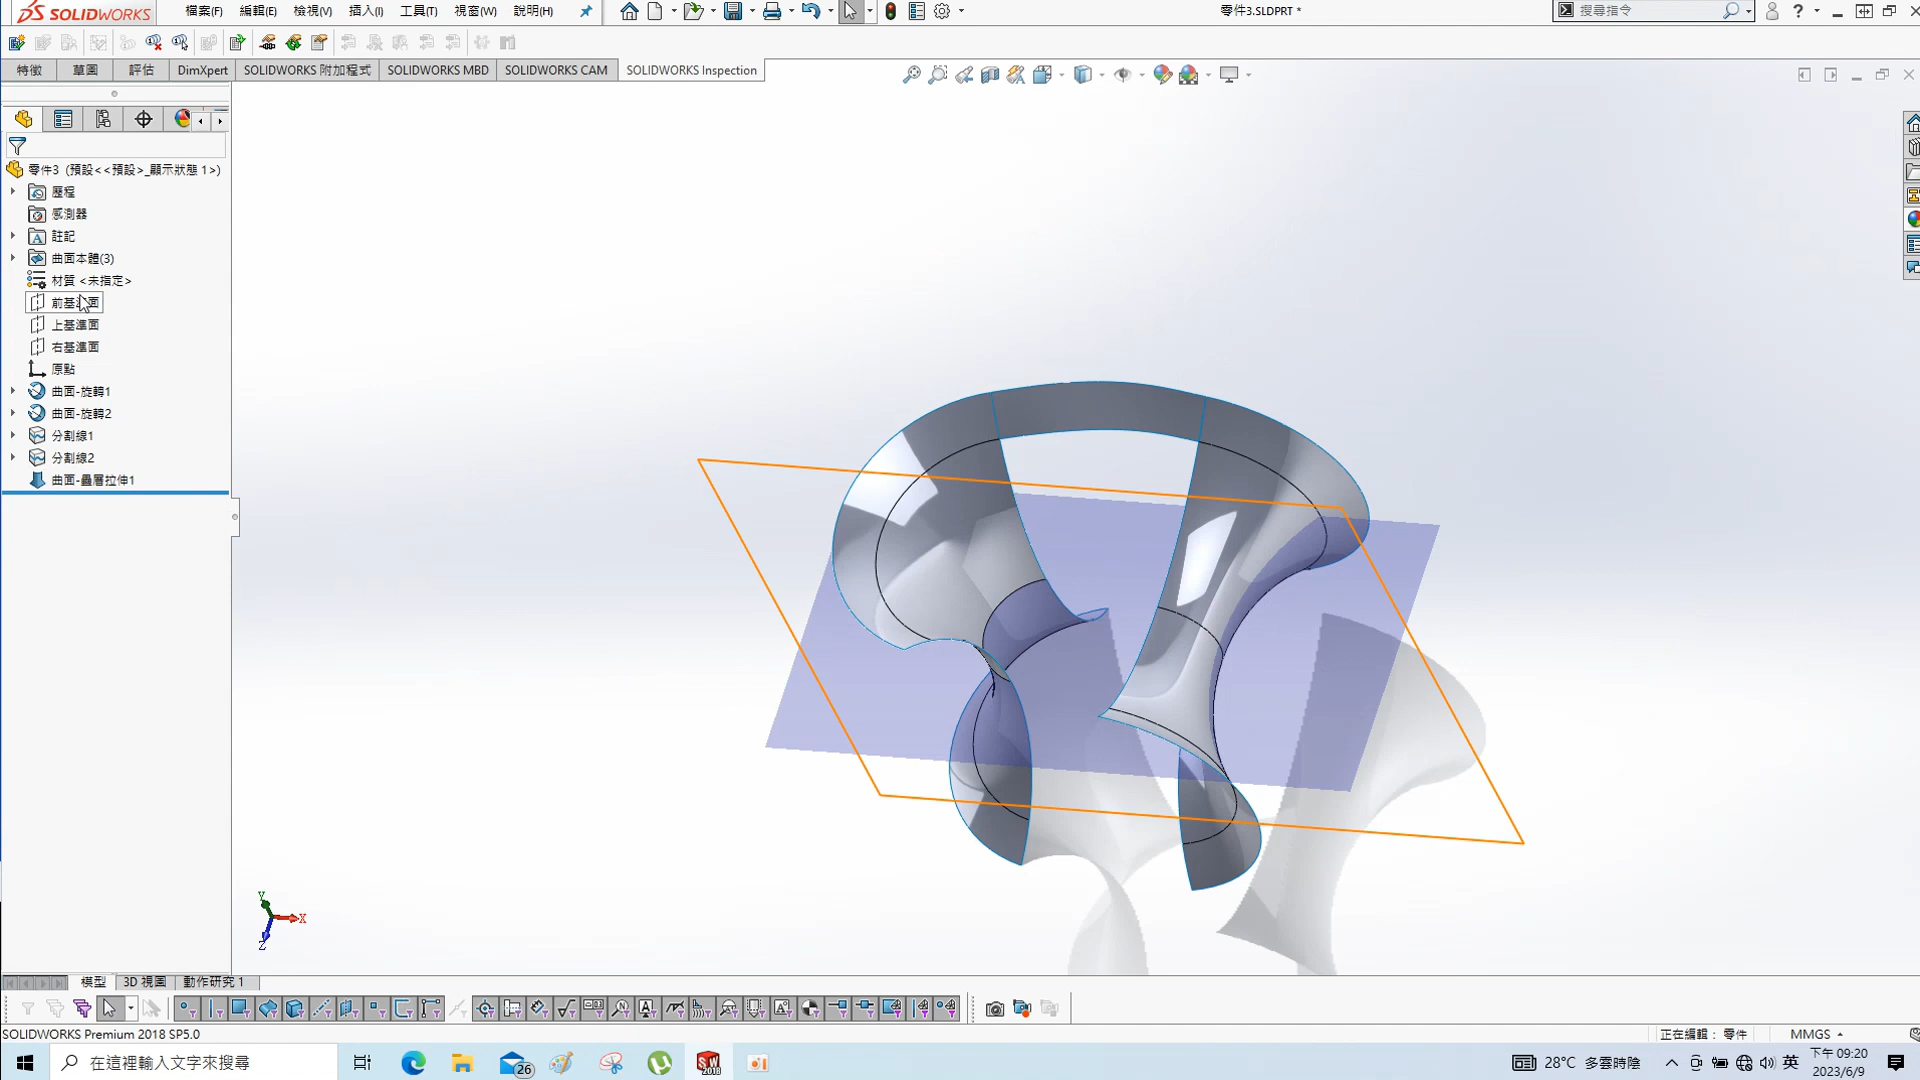 SOLIDWORKS 檔案(F) 編輯(E) 檢視(V) 插入(I) 工具(T) 視窗(W) 說明(H) 零件3.SLDPRT * 搜尋指令 ?
特徵 草圖 評估 DimXpert SOLIDWORKS 附加程式 SOLIDWORKS MBD SOLIDWORKS CAM SOLIDWORKS Inspection
零件3 (預設<<預設>_顯示狀態 1>)
歷程
感測器
註記
曲面本體(3)
材質 <未指定>
前基準面
上基準面
右基準面
原點
曲面-旋轉1
曲面-旋轉2
分割線1
分割線2
曲面-疊層拉伸1
Y
X
Z
模型 3D 視圖 動作研究 1
SOLIDWORKS Premium 2018 SP5.0 正在編輯： 零件 MMGS
在這裡輸入文字來搜尋 26 SW 2018 28°C 多雲時陰 英 下午 09:20
2023/6/9